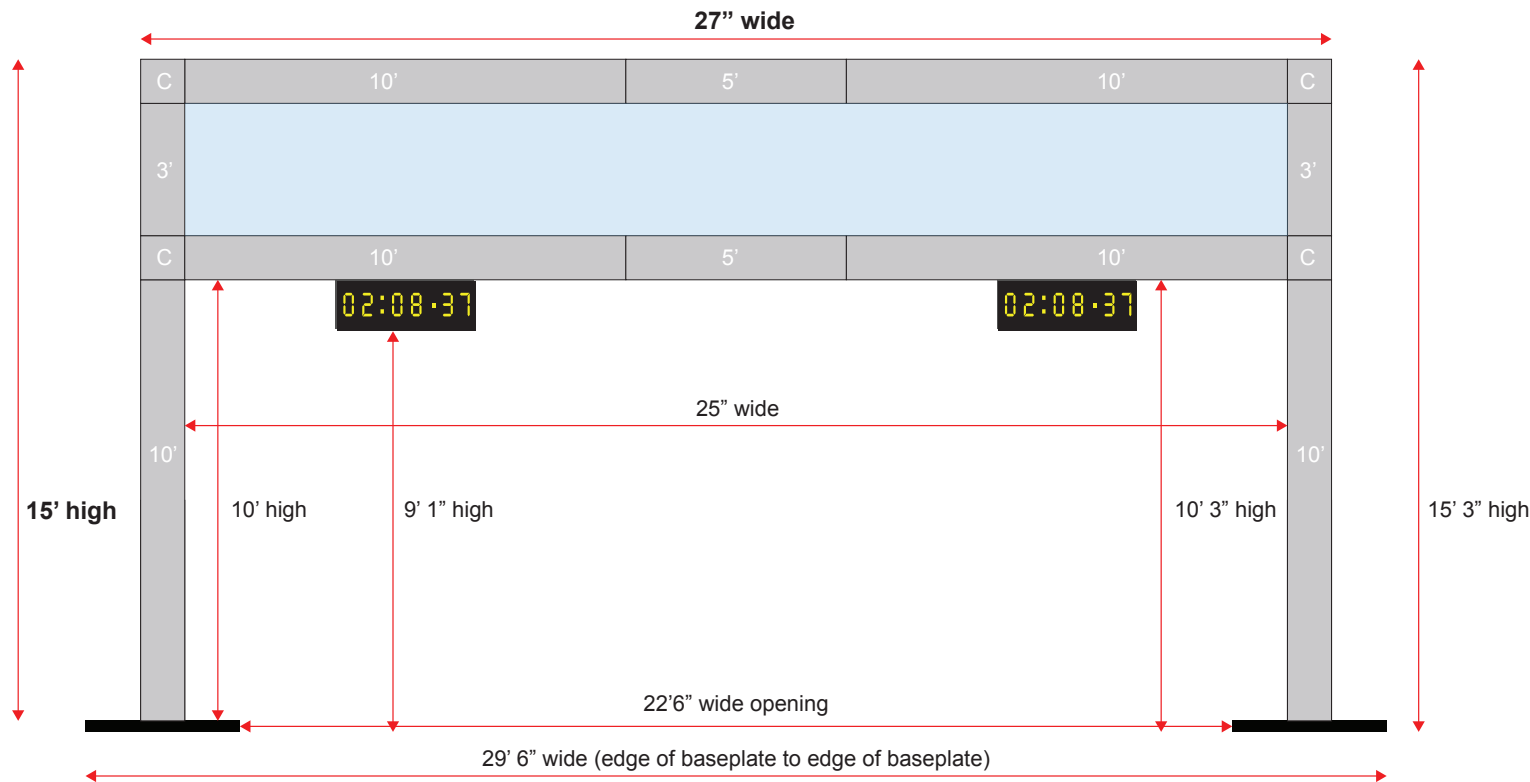 27” wide
C 10’ 5’ 10’ C
3’ 3’
C 10’ 5’ 10’ C
02:08·37 02:08·37
25” wide
10’ 10’
15’ high 10’ high 9’ 1” high 10’ 3” high 15’ 3” high
22’6” wide opening
29’ 6” wide (edge of baseplate to edge of baseplate)